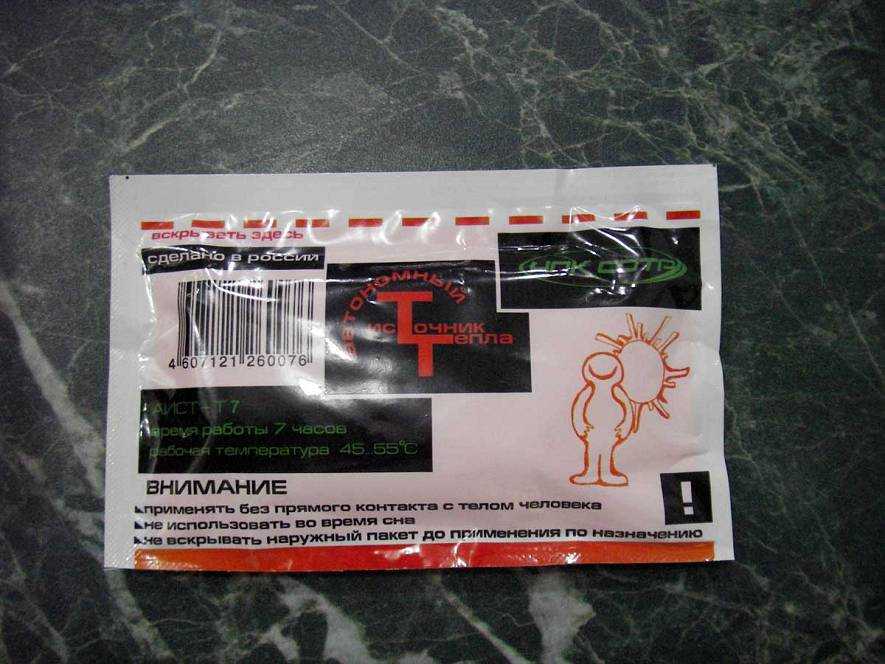 вскрывать здесь
сделано в россии
4 607121 260076
автономный
источник
тепла
НПК СОТР
АИСТ-Т 7
время работы 7 часов
рабочая температура 45..55°C
ВНИМАНИЕ
применять без прямого контакта с телом человека
не использовать во время сна
не вскрывать наружный пакет до применения по назначению
!